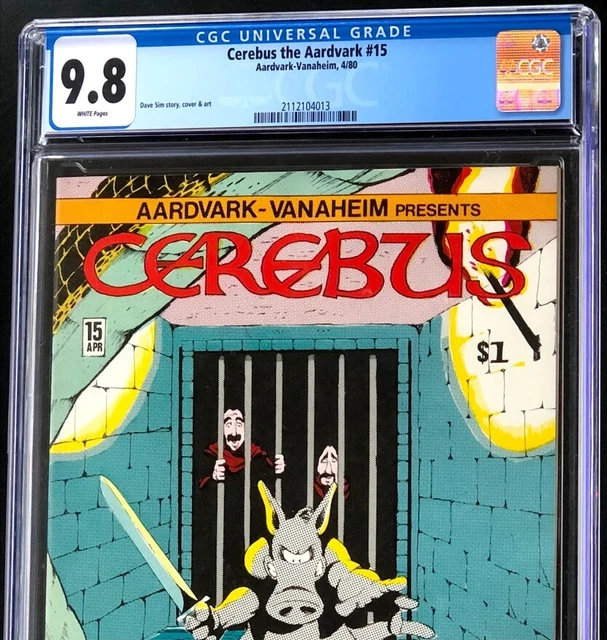 CGC UNIVERSAL GRADE
9.8
WHITE Pages
Cerebus the Aardvark #15
Aardvark-Vanaheim, 4/80
Dave Sim story, cover & art
2112104013
CGC
AARDVARK-VANAHEIM PRESENTS
CEREBUS
15
APR
$1